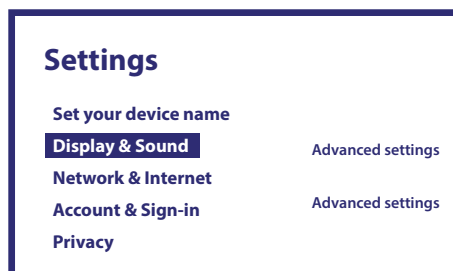 Settings
Set your device name
Display & Sound
Network & Internet
Account & Sign-in
Privacy
Advanced settings
Advanced settings